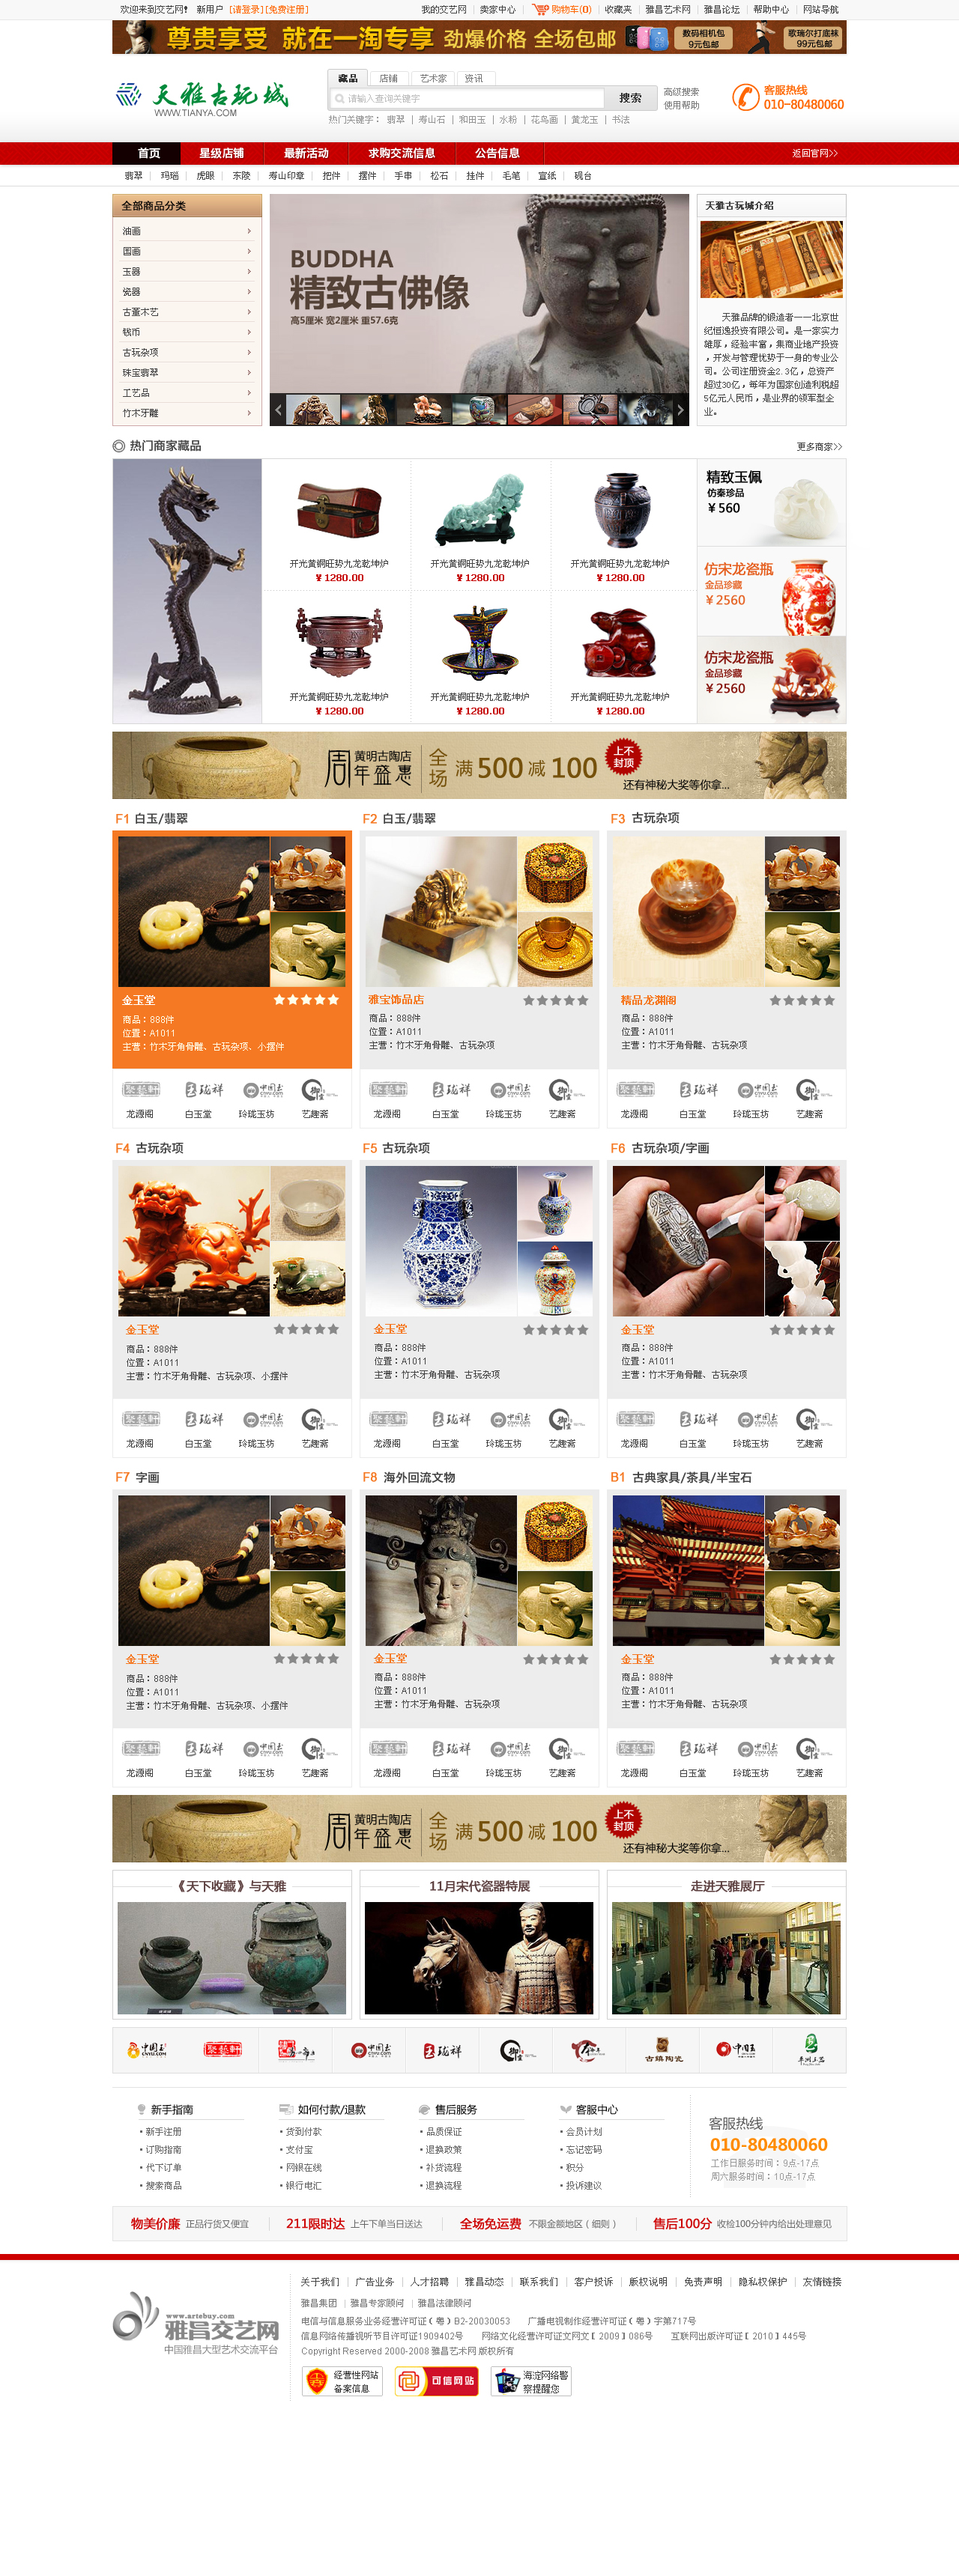 欢迎来到交艺网! 新用户 [请登录][免费注册] 我的交艺网 卖家中心 购物车(0) 收藏夹 雅昌艺术网 雅昌论坛 帮助中心 网站导航
尊贵享受 就在一淘专享 劲爆价格 全场包邮 数码相机包 9元包邮 歌瑞尔打底袜 99元包邮
藏品 店铺 艺术家 资讯
天雅古玩城
WWW.TIANYA.COM
请输入查询关键字 搜索
高级搜索
使用帮助
客服热线
010-80480060
热门关键字: 翡翠 | 寿山石 | 和田玉 | 水粉 | 花鸟画 | 黄龙玉 | 书法
首页 星级店铺 最新活动 求购交流信息 公告信息 返回官网>>
翡翠 | 玛瑙 | 虎眼 | 东陵 | 寿山印章 | 把件 | 摆件 | 手串 | 松石 | 挂件 | 毛笔 | 宣纸 | 砚台
全部商品分类
油画
国画
玉器
瓷器
古董木艺
钱币
古玩杂项
珠宝翡翠
工艺品
竹木牙雕
BUDDHA
精致古佛像
高5厘米 宽2厘米 重57.6克
天雅古玩城介绍
天雅品牌的锻造者——北京世
纪恒逸投资有限公司。是一家实力
雄厚,经验丰富,集商业地产投资
,开发与管理优势于一身的专业公
司。公司注册资金2.3亿,总资产
超过30亿,每年为国家创造利税超
5亿元人民币,是业界的领军型企
业。
热门商家藏品 更多商家>>
开光黄铜旺势九龙乾坤炉 开光黄铜旺势九龙乾坤炉 开光黄铜旺势九龙乾坤炉
¥1280.00 ¥1280.00 ¥1280.00
开光黄铜旺势九龙乾坤炉 开光黄铜旺势九龙乾坤炉 开光黄铜旺势九龙乾坤炉
¥1280.00 ¥1280.00 ¥1280.00
精致玉佩
仿秦珍品
¥560
仿宋龙瓷瓶
金品珍藏
¥2560
仿宋龙瓷瓶
金品珍藏
¥2560
周年盛惠 黄明古陶店 全场 满500减100 上不封顶
还有神秘大奖等你拿...
F1 白玉/翡翠
金玉堂
商品:888件
位置:A1011
主营:竹木牙角骨雕、古玩杂项、小摆件
龙源阁 白玉堂 玲珑玉坊 艺趣斋
F2 白玉/翡翠
雅宝饰品店
商品:888件
位置:A1011
主营:竹木牙角骨雕、古玩杂项
龙源阁 白玉堂 玲珑玉坊 艺趣斋
F3 古玩杂项
精品龙渊阁
商品:888件
位置:A1011
主营:竹木牙角骨雕、古玩杂项
龙源阁 白玉堂 玲珑玉坊 艺趣斋
F4 古玩杂项
金玉堂
商品:888件
位置:A1011
主营:竹木牙角骨雕、古玩杂项、小摆件
龙源阁 白玉堂 玲珑玉坊 艺趣斋
F5 古玩杂项
金玉堂
商品:888件
位置:A1011
主营:竹木牙角骨雕、古玩杂项
龙源阁 白玉堂 玲珑玉坊 艺趣斋
F6 古玩杂项/字画
金玉堂
商品:888件
位置:A1011
主营:竹木牙角骨雕、古玩杂项
龙源阁 白玉堂 玲珑玉坊 艺趣斋
F7 字画
金玉堂
商品:888件
位置:A1011
主营:竹木牙角骨雕、古玩杂项、小摆件
龙源阁 白玉堂 玲珑玉坊 艺趣斋
F8 海外回流文物
金玉堂
商品:888件
位置:A1011
主营:竹木牙角骨雕、古玩杂项
龙源阁 白玉堂 玲珑玉坊 艺趣斋
B1 古典家具/茶具/半宝石
金玉堂
商品:888件
位置:A1011
主营:竹木牙角骨雕、古玩杂项
龙源阁 白玉堂 玲珑玉坊 艺趣斋
周年盛惠 黄明古陶店 全场 满500减100 上不封顶
还有神秘大奖等你拿...
《天下收藏》与天雅 11月宋代瓷器特展 走进天雅展厅
新手指南 如何付款/退款 售后服务 客服中心
新手注册 货到付款 品质保证 会员计划
订购指南 支付宝 退换政策 忘记密码
代下订单 网银在线 补货流程 积分
搜索商品 银行电汇 退换流程 投诉建议
客服热线
010-80480060
工作日服务时间:9点-17点
周六服务时间:10点-17点
物美价廉 正品行货又便宜 211限时达 上午下单当日送达 全场免运费 不限金额地区(细则) 售后100分 收检100分钟内给出处理意见
www.artebuy.com
雅昌交艺网
中国雅昌大型艺术交流平台
关于我们 | 广告业务 | 人才招聘 | 雅昌动态 | 联系我们 | 客户投诉 | 版权说明 | 免责声明 | 隐私权保护 | 友情链接
雅昌集团 | 雅昌专家顾问 | 雅昌法律顾问
电信与信息服务业务经营许可证(粤)B2-20030053 广播电视制作经营许可证(粤)字第717号
信息网络传播视听节目许可证1909402号 网络文化经营许可证文网文【2009】086号 互联网出版许可证【2010】445号
Copyright Reserved 2000-2008 雅昌艺术网 版权所有
经营性网站
备案信息
可信网站
海淀网络警
察提醒您